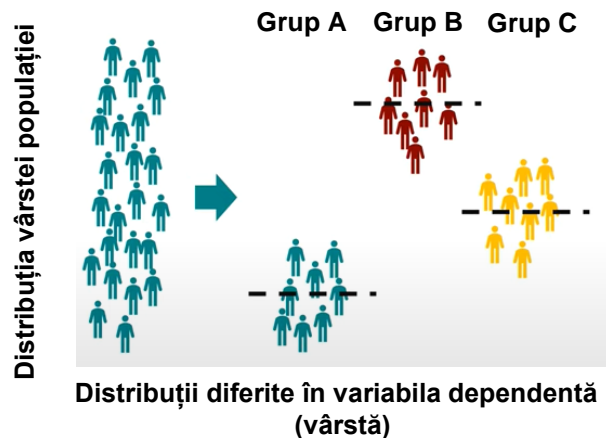 Grup A
Grup B
Grup C
Distribuția vârstei populației
Distribuții diferite în variabila dependentă
(vârstă)